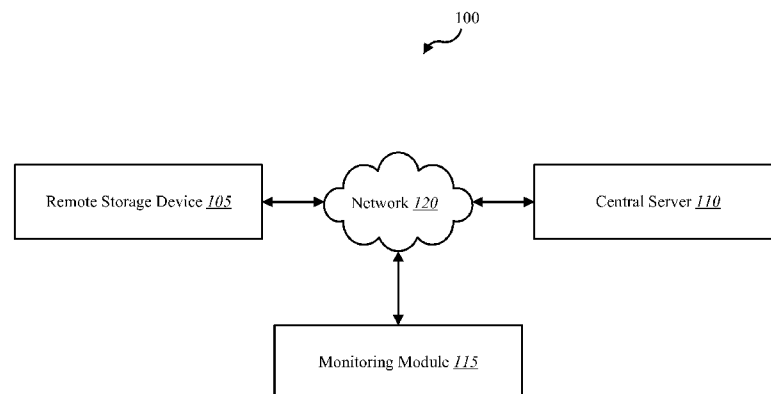 100
Remote Storage Device 105
Network 120
Central Server 110
Monitoring Module 115